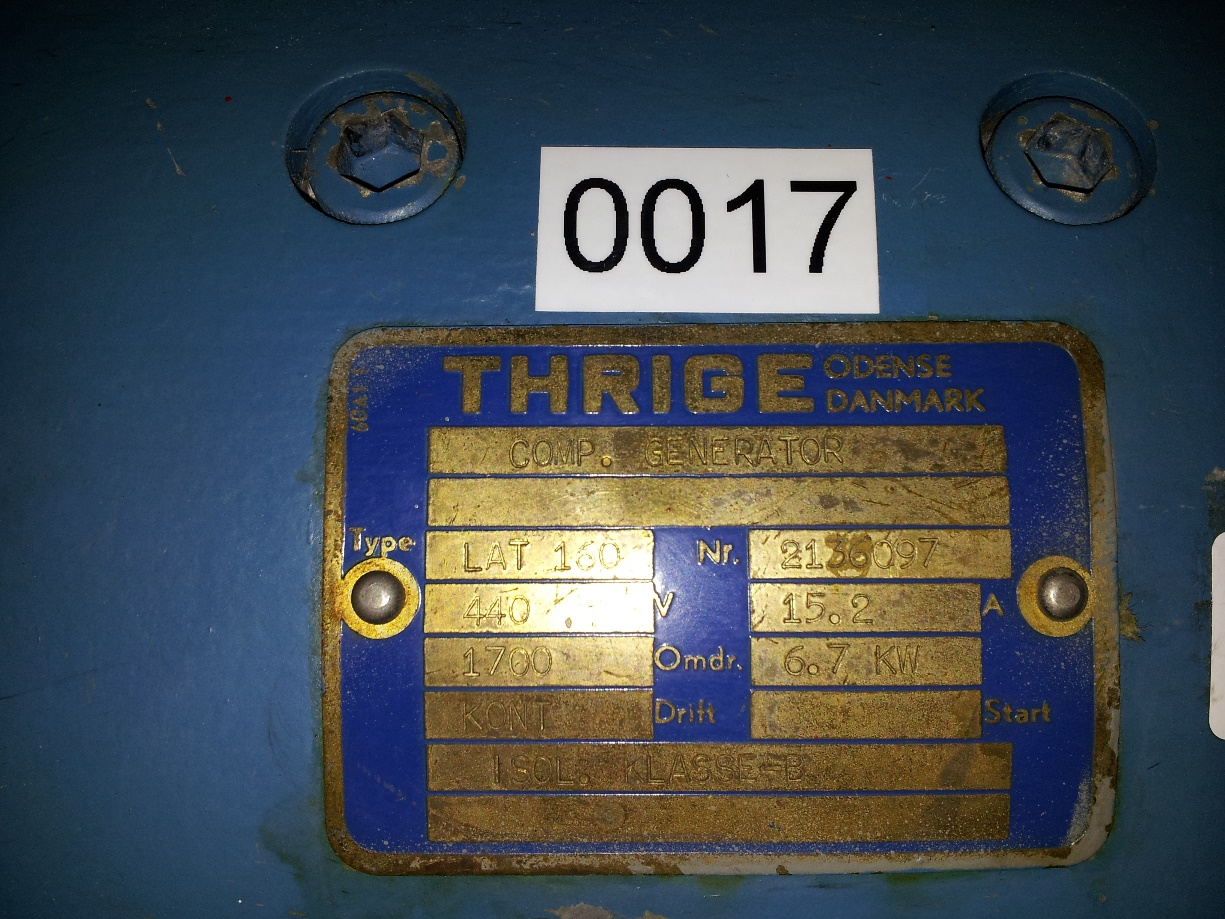 0017
THRIGE ODENSE
DANMARK
COMP. GENERATOR
Type LAT 160 Nr. 2136097
440 V 15.2 A
1700 Omdr. 6.7 KW
KONT Drift Start
ISOL. KLASSE-B